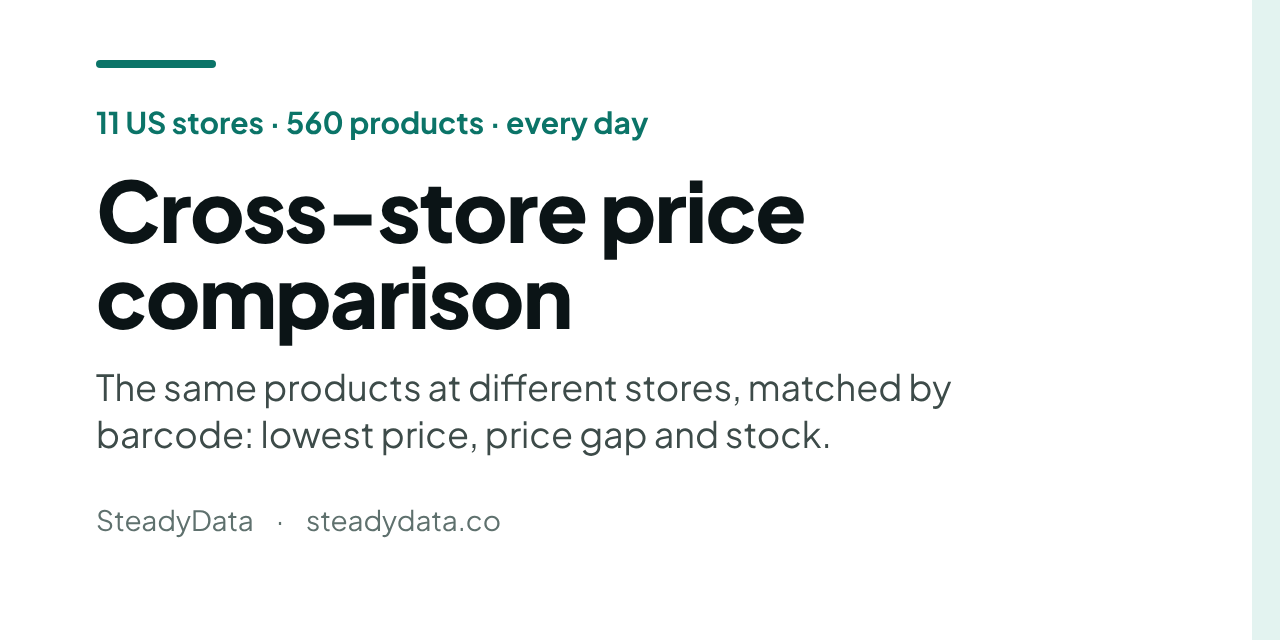 11 US stores · 560 products · every day
Cross-store price
comparison
The same products at different stores, matched by
barcode: lowest price, price gap and stock.
SteadyData · steadydata.co